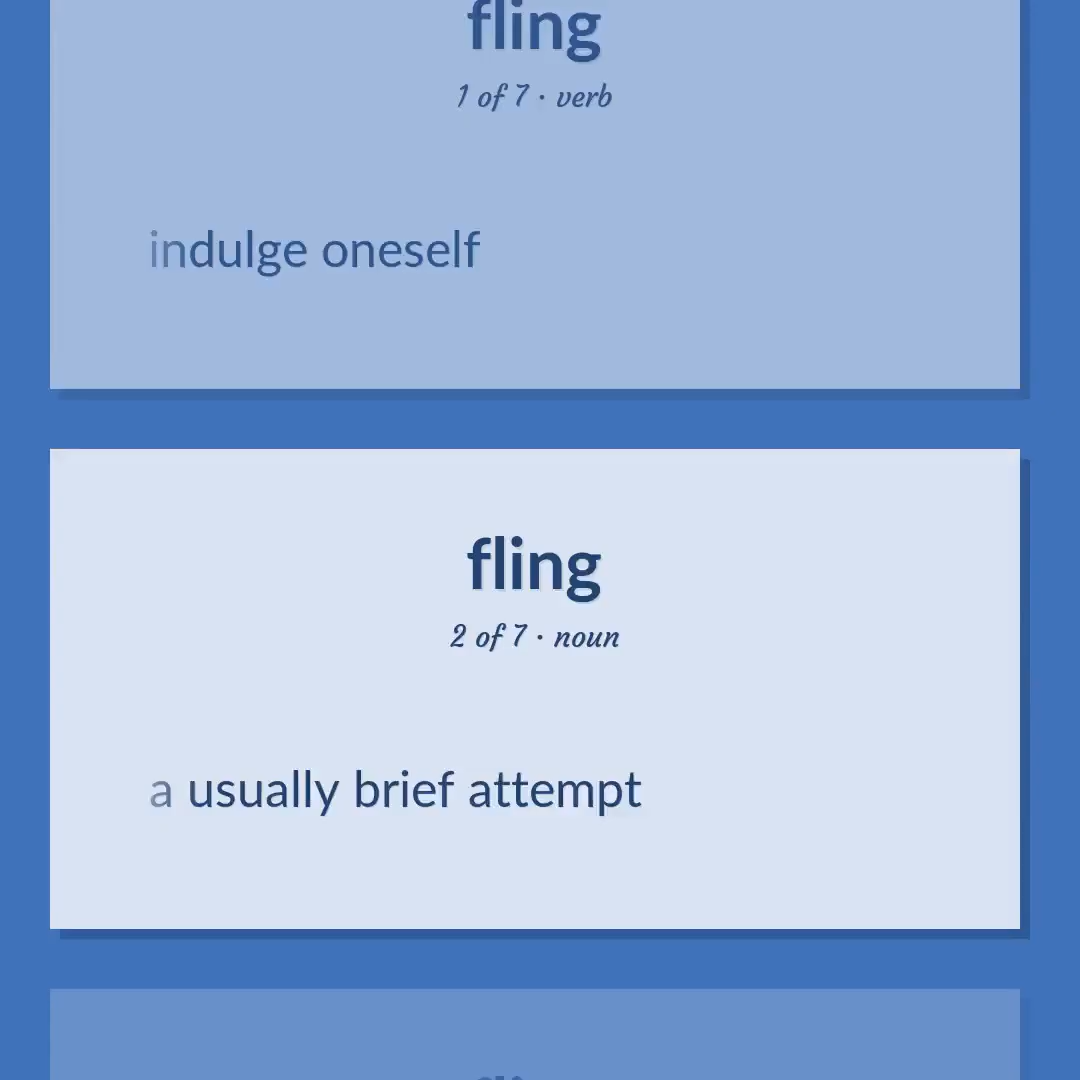 fling
1 of 7 · verb
indulge oneself
fling
2 of 7 · noun
a usually brief attempt